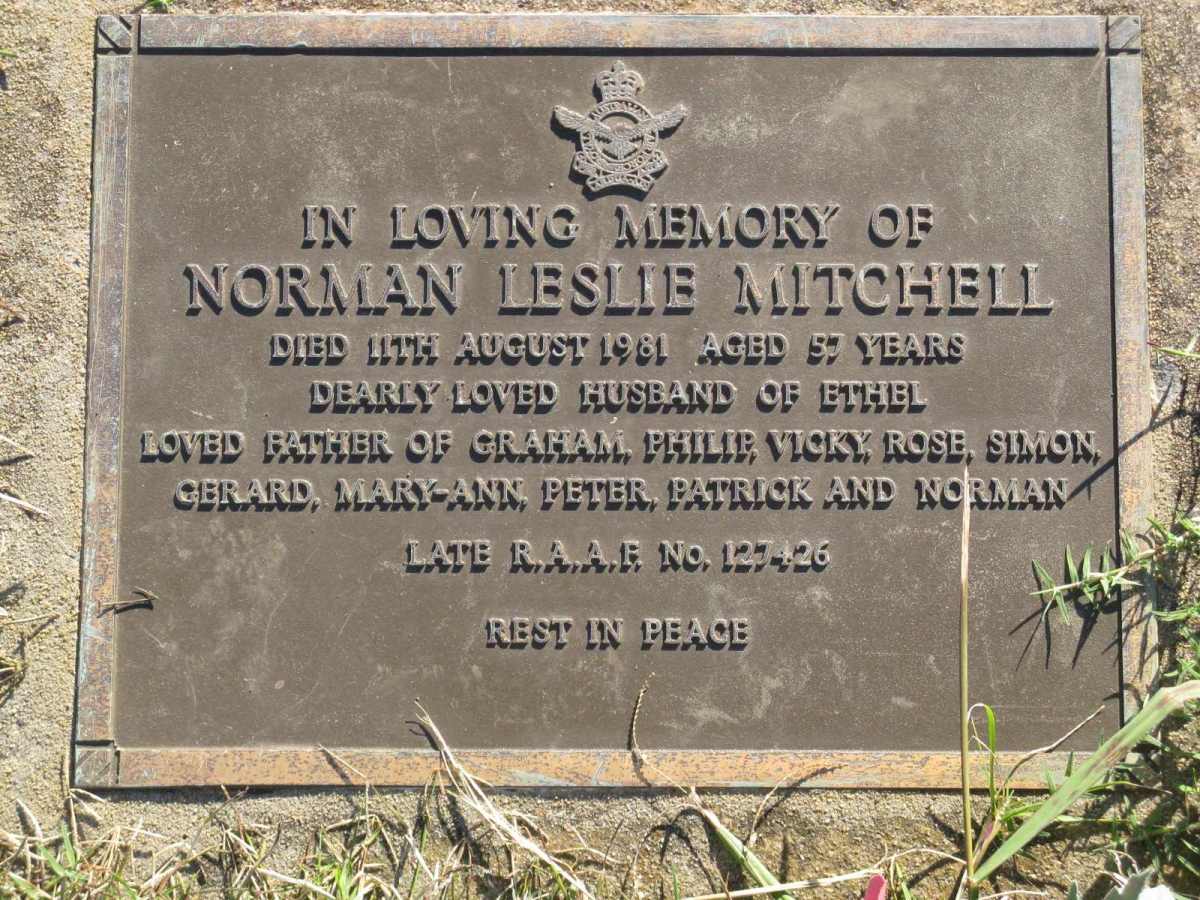 AUSTRALIAN
IN LOVING MEMORY OF
NORMAN LESLIE MITCHELL
DIED 11TH AUGUST 1981 AGED 57 YEARS
DEARLY LOVED HUSBAND OF ETHEL
LOVED FATHER OF GRAHAM, PHILIP, VICKY, ROSE, SIMON,
GERARD, MARY-ANN, PETER, PATRICK AND NORMAN
LATE R.A.A.F. No. 127426
REST IN PEACE